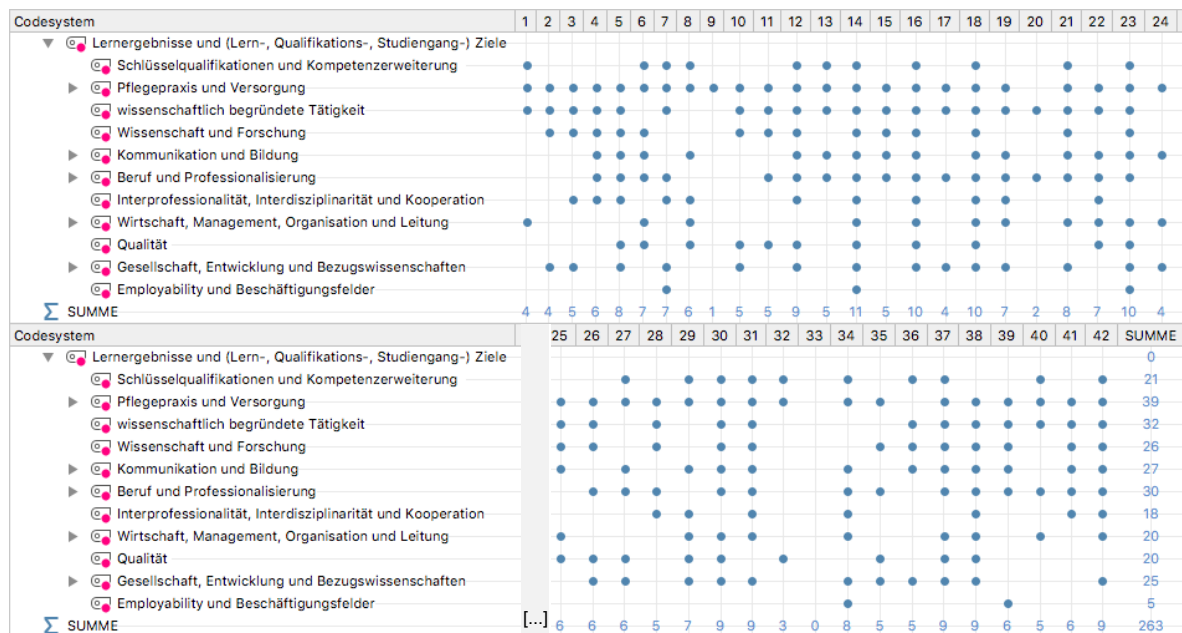 Codesystem 1 2 3 4 5 6 7 8 9 10 11 12 13 14 15 16 17 18 19 20 21 22 23 24
Lernergebnisse und (Lern-, Qualifikations-, Studiengang-) Ziele
Schlüsselqualifikationen und Kompetenzerweiterung
Pflegepraxis und Versorgung
wissenschaftlich begründete Tätigkeit
Wissenschaft und Forschung
Kommunikation und Bildung
Beruf und Professionalisierung
Interprofessionalität, Interdisziplinarität und Kooperation
Wirtschaft, Management, Organisation und Leitung
Qualität
Gesellschaft, Entwicklung und Bezugswissenschaften
Employability und Beschäftigungsfelder
Σ SUMME 4 4 5 6 8 7 7 6 1 5 5 9 5 11 5 10 4 10 7 2 8 7 10 4
Codesystem 25 26 27 28 29 30 31 32 33 34 35 36 37 38 39 40 41 42 SUMME
Lernergebnisse und (Lern-, Qualifikations-, Studiengang-) Ziele 0
Schlüsselqualifikationen und Kompetenzerweiterung 21
Pflegepraxis und Versorgung 39
wissenschaftlich begründete Tätigkeit 32
Wissenschaft und Forschung 26
Kommunikation und Bildung 27
Beruf und Professionalisierung 30
Interprofessionalität, Interdisziplinarität und Kooperation 18
Wirtschaft, Management, Organisation und Leitung 20
Qualität 20
Gesellschaft, Entwicklung und Bezugswissenschaften 25
Employability und Beschäftigungsfelder 5
Σ SUMME [...] 6 6 6 5 7 9 9 3 0 8 5 5 9 9 6 5 6 9 263